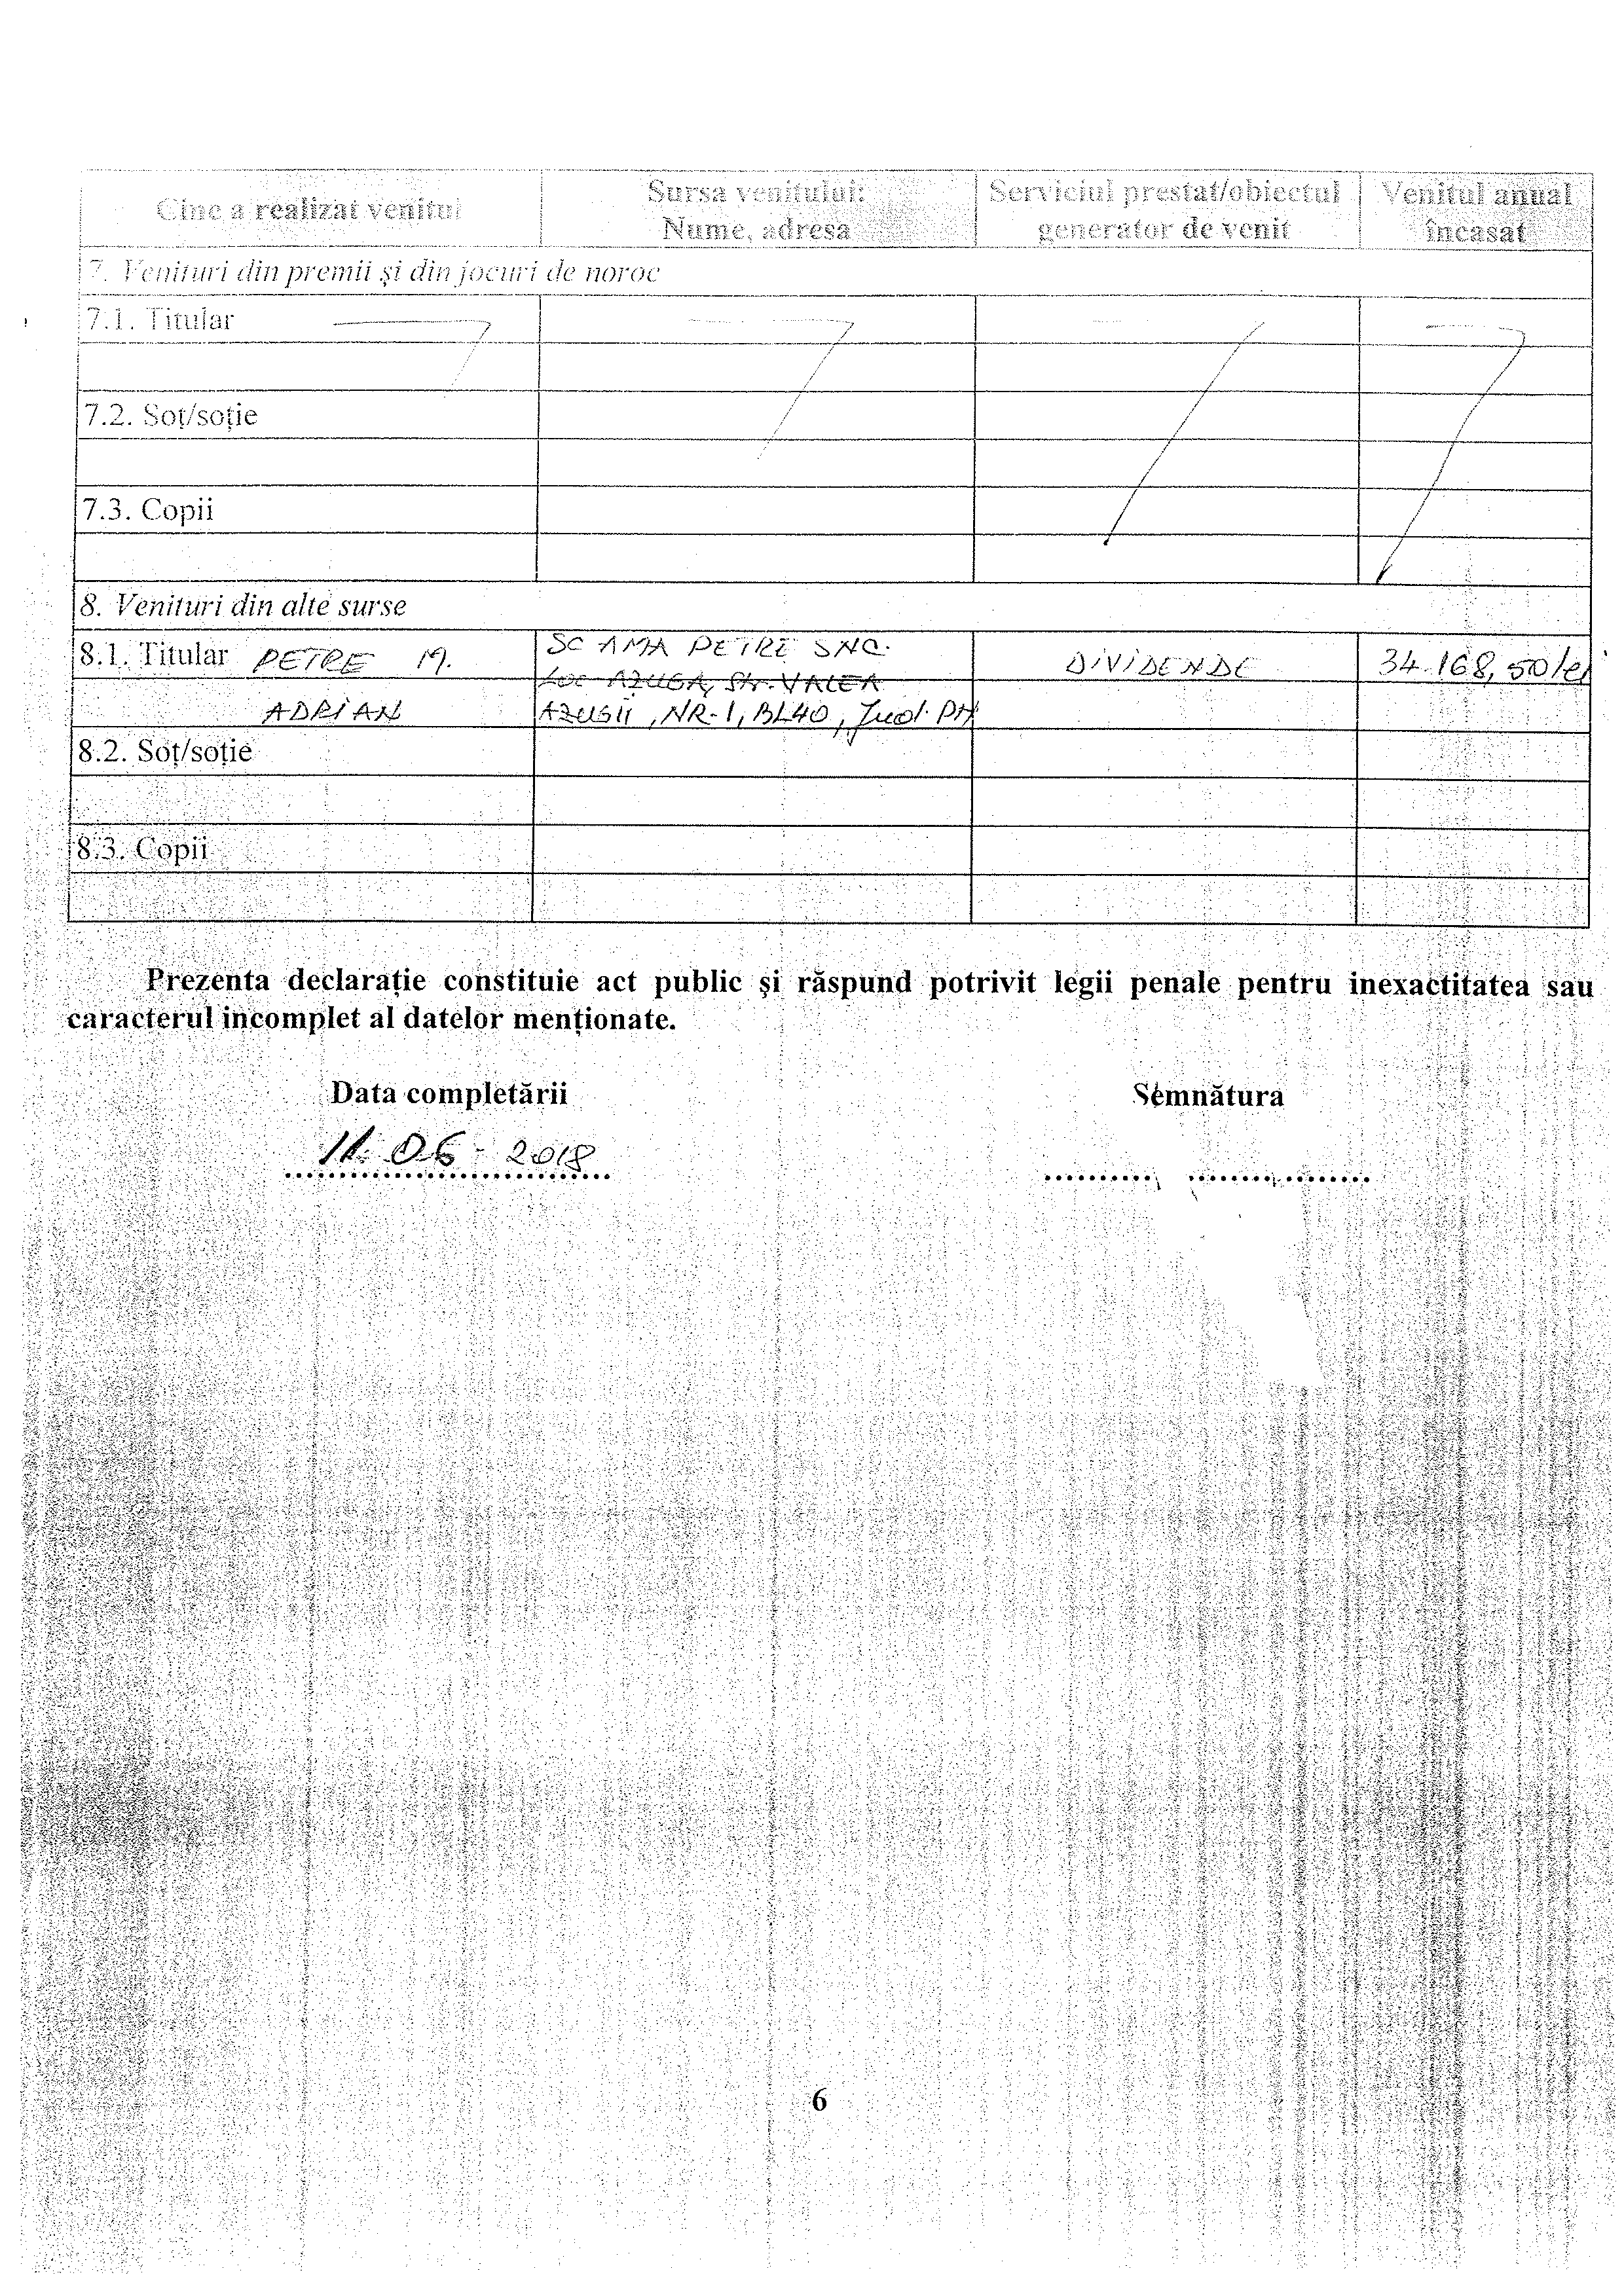 Cine a realizat venitul
Sursa venitului:
Nume, adresa
Serviciul prestat/obiectul
generator de venit
Venitul anual
încasat
7. Venituri din premii și din jocuri de noroc
7.1. Titular
7.2. Soț/soție
7.3. Copii
8. Venituri din alte surse
8.1. Titular PETRE M.
ADRIAN
SC AMA PETRE SNC.
Loc AZUGA, Str. VALEA
AZUGII, NR. 1, BL40, Jud. PH
DIVIDENDE
34.168,50 lei
8.2. Soț/soție
8.3. Copii
Prezenta declarație constituie act public și răspund potrivit legii penale pentru inexactitatea sau
caracterul incomplet al datelor menționate.
Data completării
Semnătura
11.06.2018
6